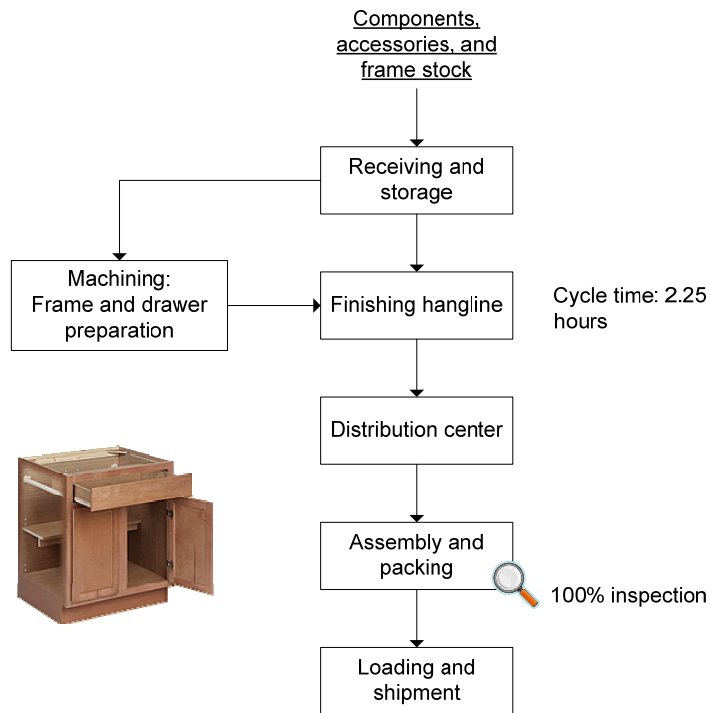 Components,
accessories, and
frame stock
Receiving and
storage
Machining:
Frame and drawer
preparation
Finishing hangline
Cycle time: 2.25
hours
Distribution center
Assembly and
packing
100% inspection
Loading and
shipment